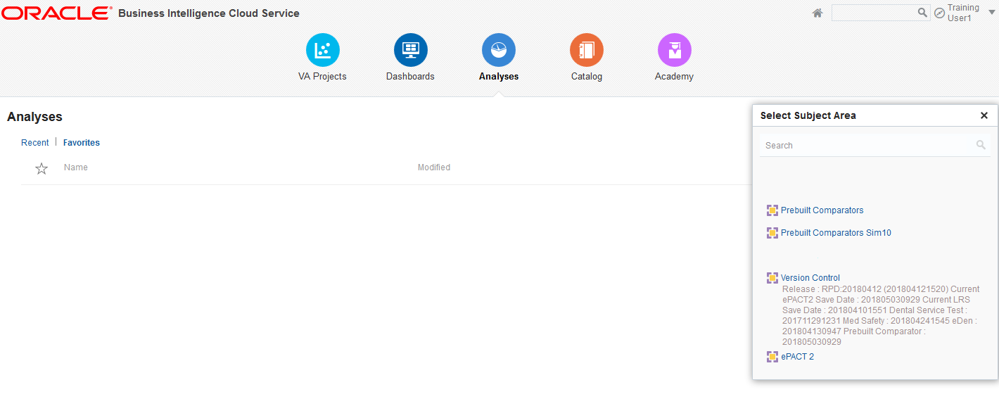 ORACLE® Business Intelligence Cloud Service
Training
User1
VA Projects Dashboards Analyses Catalog Academy
Analyses
Recent Favorites
Name Modified
Select Subject Area
Search
Prebuilt Comparators
Prebuilt Comparators Sim10
Version Control
Release : RPD:20180412 (201804121520) Current
ePACT2 Save Date : 201805030929 Current LRS
Save Date : 201804101551 Dental Service Test :
201711291231 Med Safety : 201804241545 eDen :
201804130947 Prebuilt Comparator :
201805030929
ePACT 2